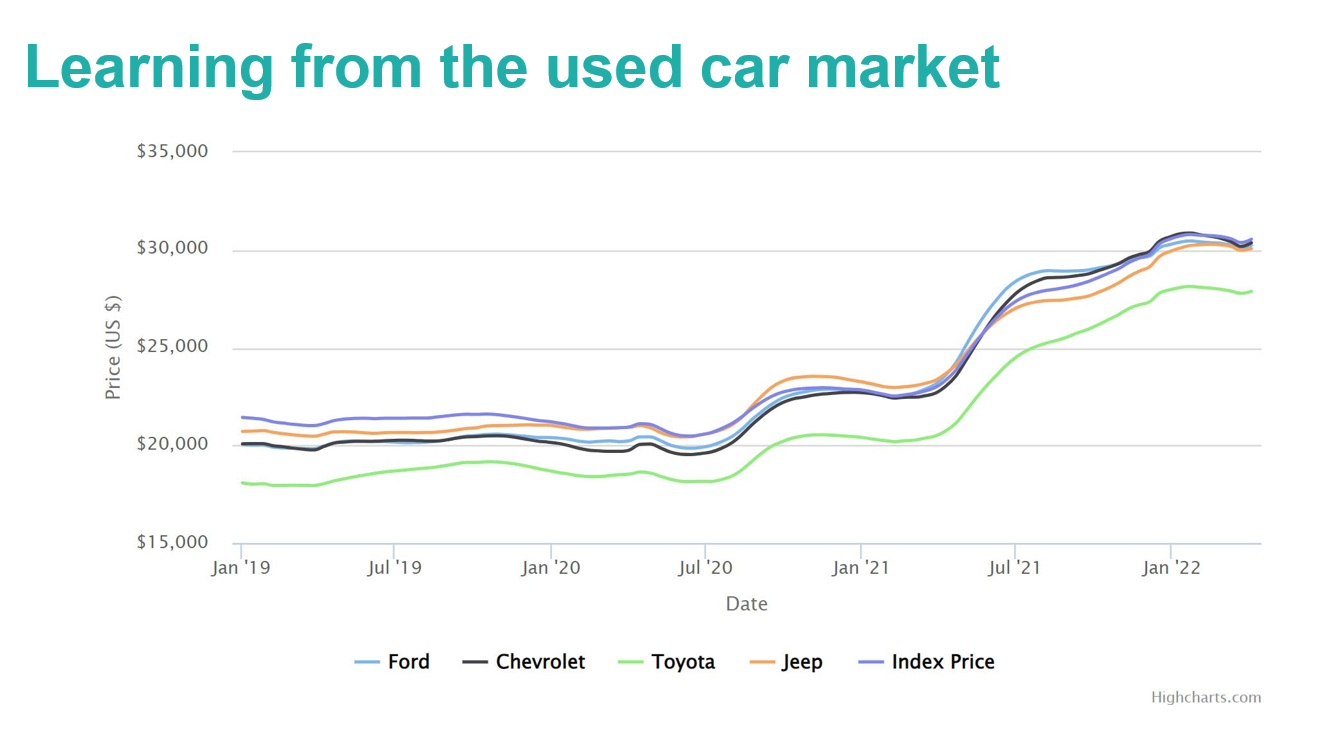 Learning from the used car market
$35,000
$30,000
$25,000
$20,000
$15,000
Price (US $)
Jan '19 Jul '19 Jan '20 Jul '20 Jan '21 Jul '21 Jan '22
Date
Ford Chevrolet Toyota Jeep Index Price
Highcharts.com